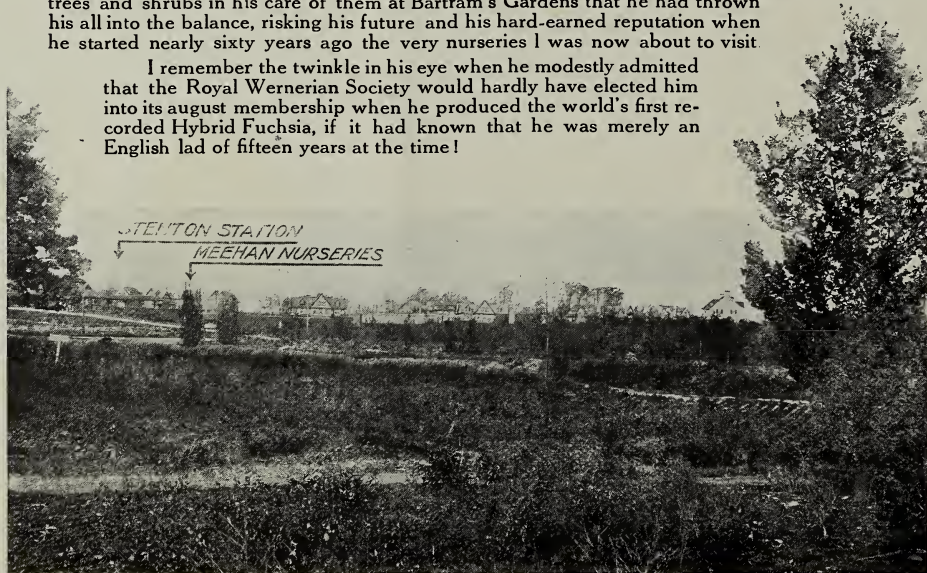 trees and shrubs in his care of them at Bartram's Gardens that he had thrown
his all into the balance, risking his future and his hard-earned reputation when
he started nearly sixty years ago the very nurseries I was now about to visit.
I remember the twinkle in his eye when he modestly admitted
that the Royal Wernerian Society would hardly have elected him
into its august membership when he produced the world's first re-
corded Hybrid Fuchsia, if it had known that he was merely an
English lad of fifteen years at the time!
STENTON STATION
MEEHAN NURSERIES